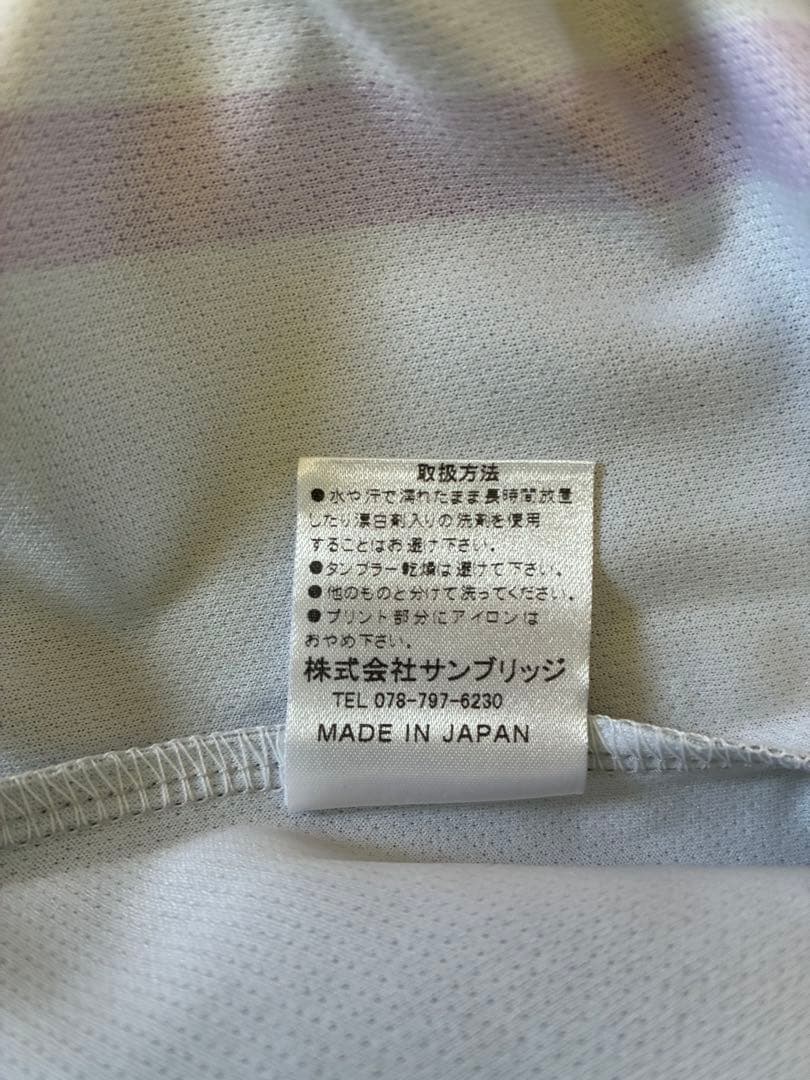 取扱方法
●水や汗で濡れたまま長時間放置
したり漂白剤入りの洗剤を使用
することはお避け下さい。
●タンブラー乾燥は避けて下さい。
●他のものと分けて洗ってください。
●プリント部分にアイロンは
おやめ下さい。
株式会社サンブリッジ
TEL 078-797-6230
MADE IN JAPAN